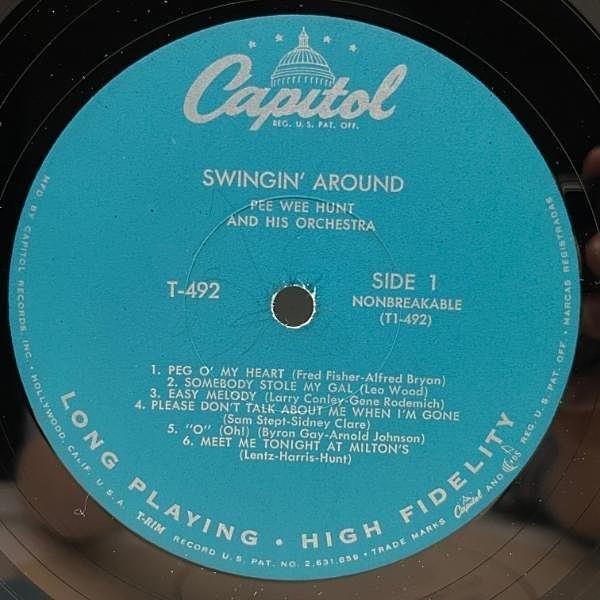 Capitol
REG. U.S. PAT. OFF.
SWINGIN' AROUND
PEE WEE HUNT
AND HIS ORCHESTRA
T-492
SIDE 1
NONBREAKABLE
(T1-492)
1. PEG O' MY HEART (Fred Fisher-Alfred Bryan)
2. SOMEBODY STOLE MY GAL (Leo Wood)
3. EASY MELODY (Larry Conley-Gene Rodemich)
4. PLEASE DON'T TALK ABOUT ME WHEN I'M GONE
(Sam Stept-Sidney Clare)
5. "O" (Oh!) (Byron Gay-Arnold Johnson)
6. MEET ME TONIGHT AT MILTON'S
(Lentz-Harris-Hunt)
LONG PLAYING • HIGH FIDELITY
MFD BY CAPITOL RECORDS, INC. • HOLLYWOOD, CALIF. U.S.A. T-RIM RECORD U.S. PAT. NO. 2,631,859 • TRADE MARKS Capitol AND REG. U.S. PAT. OFF. • MARCAS REGISTRADAS